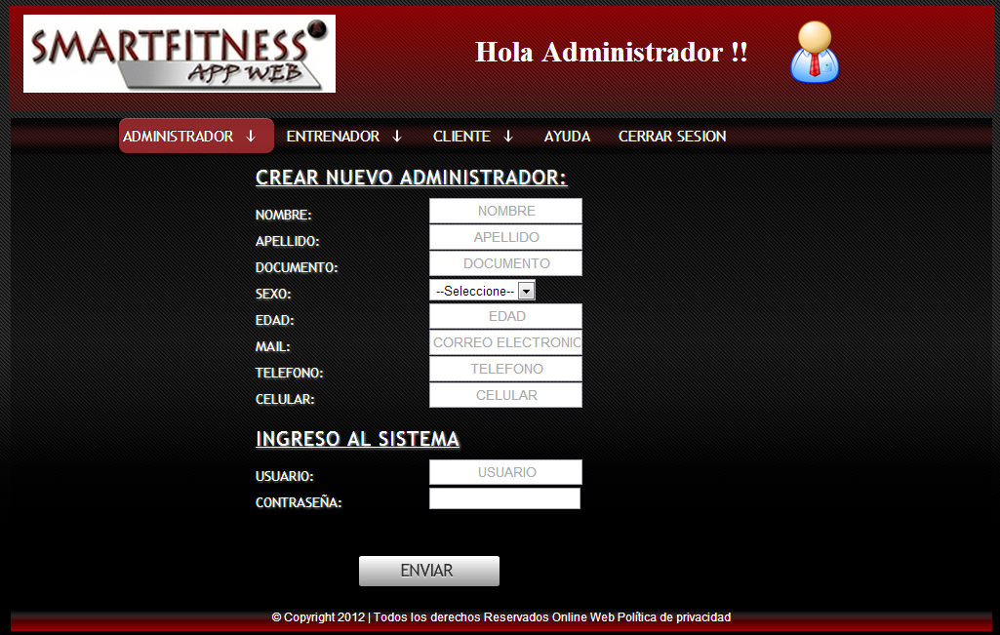 SMARTFITNESS
APP WEB
Hola Administrador !!
ADMINISTRADOR ↓ ENTRENADOR ↓ CLIENTE ↓ AYUDA CERRAR SESION
CREAR NUEVO ADMINISTRADOR:
NOMBRE: NOMBRE
APELLIDO: APELLIDO
DOCUMENTO: DOCUMENTO
SEXO: --Seleccione--
EDAD: EDAD
MAIL: CORREO ELECTRONIC
TELEFONO: TELEFONO
CELULAR: CELULAR
INGRESO AL SISTEMA
USUARIO: USUARIO
CONTRASEÑA:
ENVIAR
© Copyright 2012 | Todos los derechos Reservados Online Web Política de privacidad